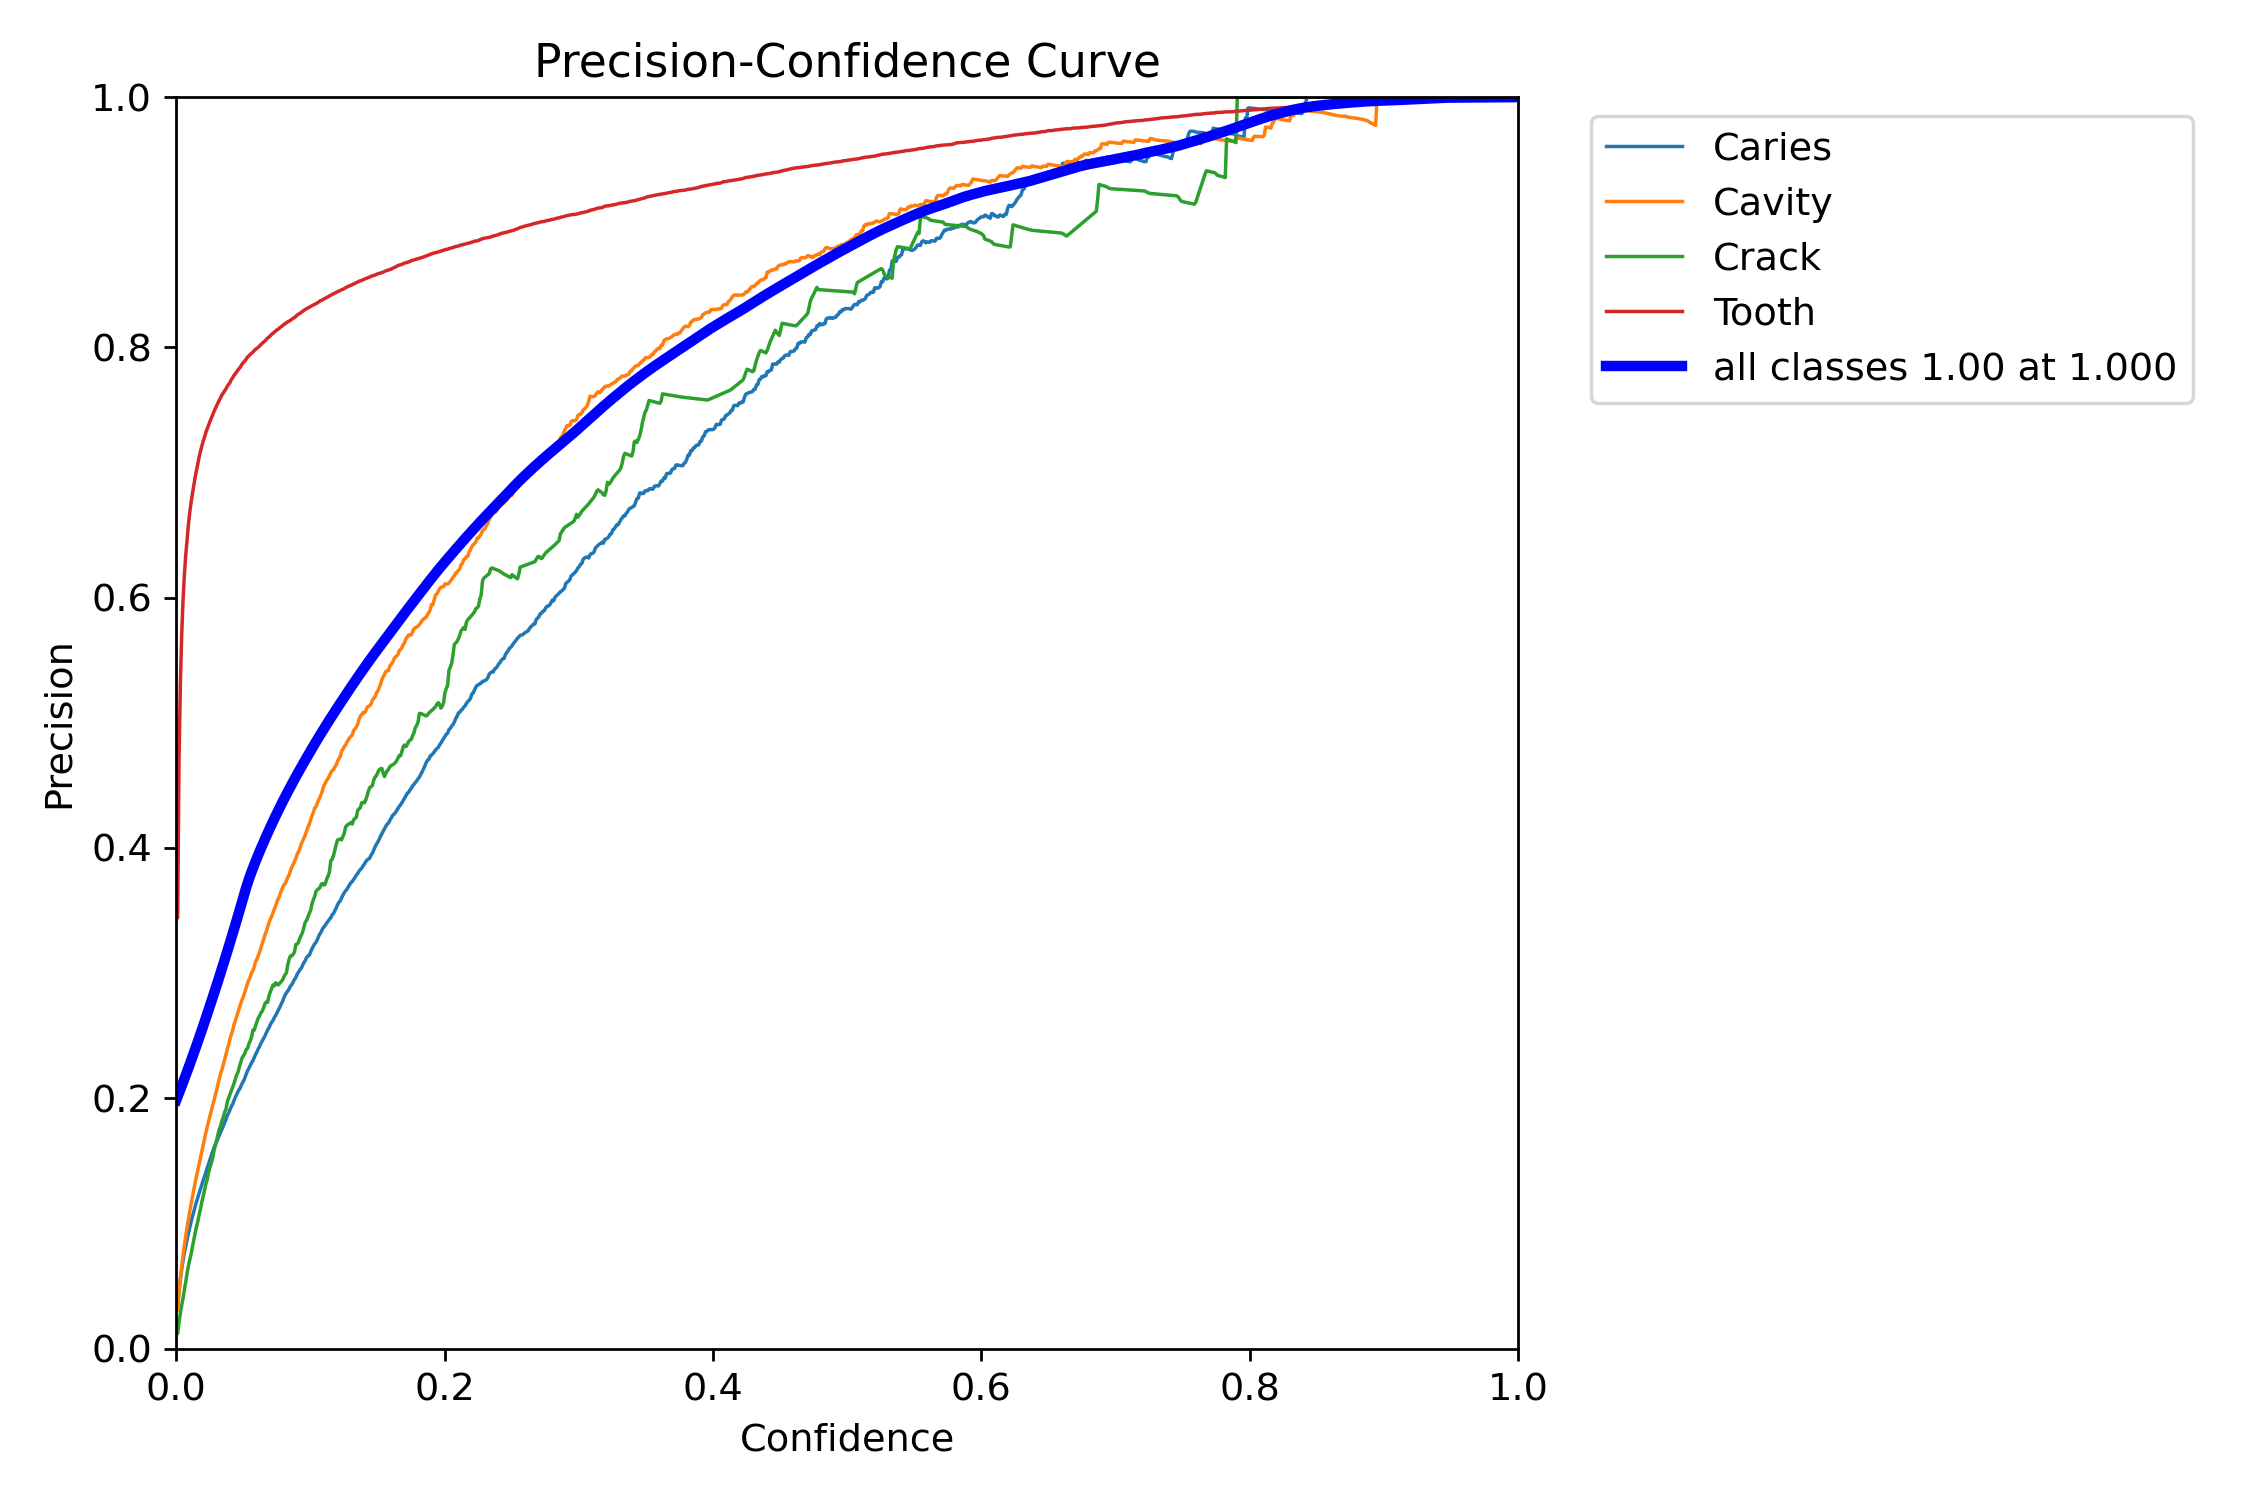 Precision-Confidence Curve
1.0
0.8
0.6
0.4
0.2
0.0
Precision
0.0 0.2 0.4 0.6 0.8 1.0
Confidence
Caries
Cavity
Crack
Tooth
all classes 1.00 at 1.000